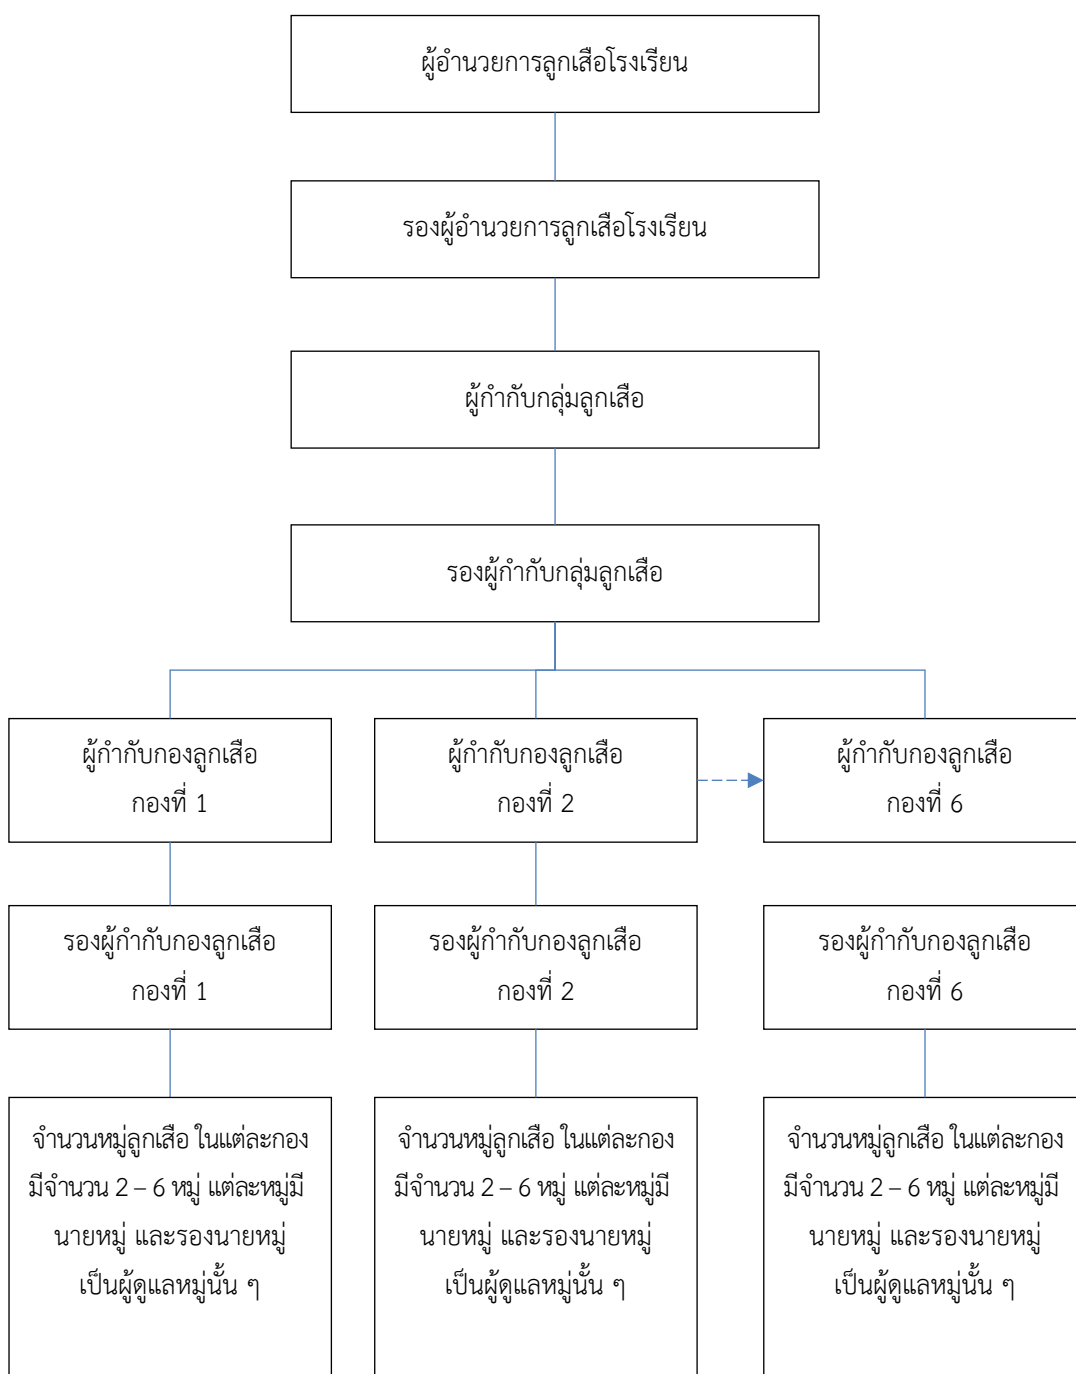 ผู้อำนวยการลูกเสือโรงเรียน
รองผู้อำนวยการลูกเสือโรงเรียน
ผู้กำกับกลุ่มลูกเสือ
รองผู้กำกับกลุ่มลูกเสือ
ผู้กำกับกองลูกเสือ
กองที่ 1
ผู้กำกับกองลูกเสือ
กองที่ 2
ผู้กำกับกองลูกเสือ
กองที่ 6
รองผู้กำกับกองลูกเสือ
กองที่ 1
รองผู้กำกับกองลูกเสือ
กองที่ 2
รองผู้กำกับกองลูกเสือ
กองที่ 6
จำนวนหมู่ลูกเสือ ในแต่ละกอง
มีจำนวน 2 – 6 หมู่ แต่ละหมู่มี
นายหมู่ และรองนายหมู่
เป็นผู้ดูแลหมู่นั้น ๆ
จำนวนหมู่ลูกเสือ ในแต่ละกอง
มีจำนวน 2 – 6 หมู่ แต่ละหมู่มี
นายหมู่ และรองนายหมู่
เป็นผู้ดูแลหมู่นั้น ๆ
จำนวนหมู่ลูกเสือ ในแต่ละกอง
มีจำนวน 2 – 6 หมู่ แต่ละหมู่มี
นายหมู่ และรองนายหมู่
เป็นผู้ดูแลหมู่นั้น ๆ